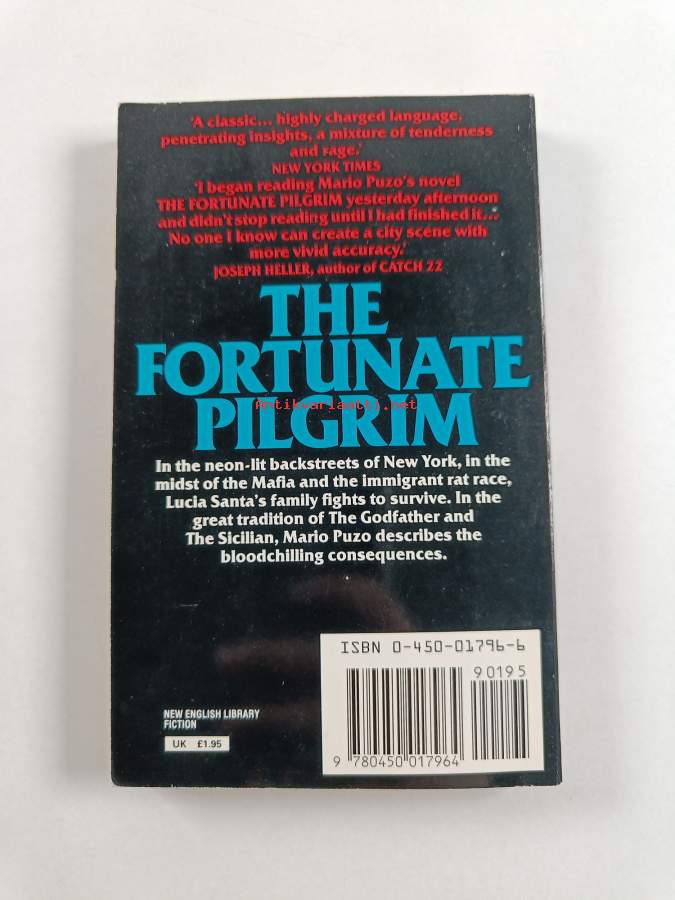 'A classic... highly charged language,
penetrating insights, a mixture of tenderness
and rage.'
NEW YORK TIMES
'I began reading Mario Puzo's novel
THE FORTUNATE PILGRIM yesterday afternoon
and didn't stop reading until I had finished it...
No one I know can create a city scene with
more vivid accuracy.'
JOSEPH HELLER, author of CATCH 22
THE
FORTUNATE
Antikvariaatti.net
PILGRIM
In the neon-lit backstreets of New York, in the
midst of the Mafia and the immigrant rat race,
Lucia Santa's family fights to survive. In the
great tradition of The Godfather and
The Sicilian, Mario Puzo describes the
bloodchilling consequences.
ISBN 0-450-01796-6
90195
9 780450 017964
NEW ENGLISH LIBRARY
FICTION
UK £1.95